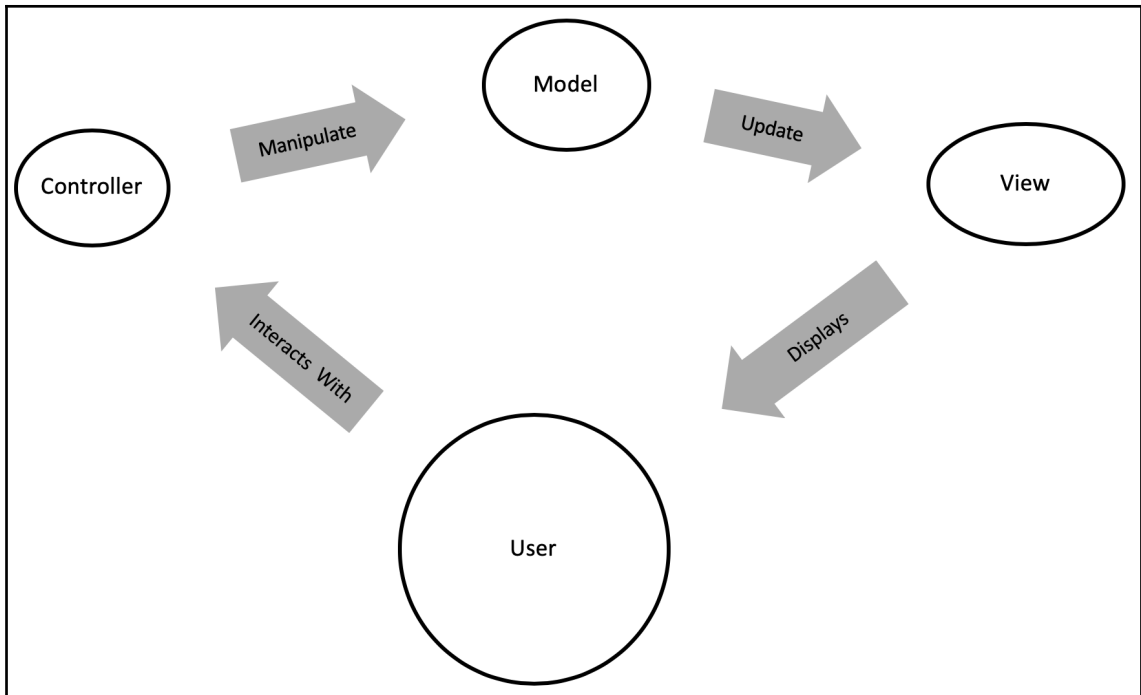 Model
Manipulate
Update
Controller
View
Interacts With
Displays
User